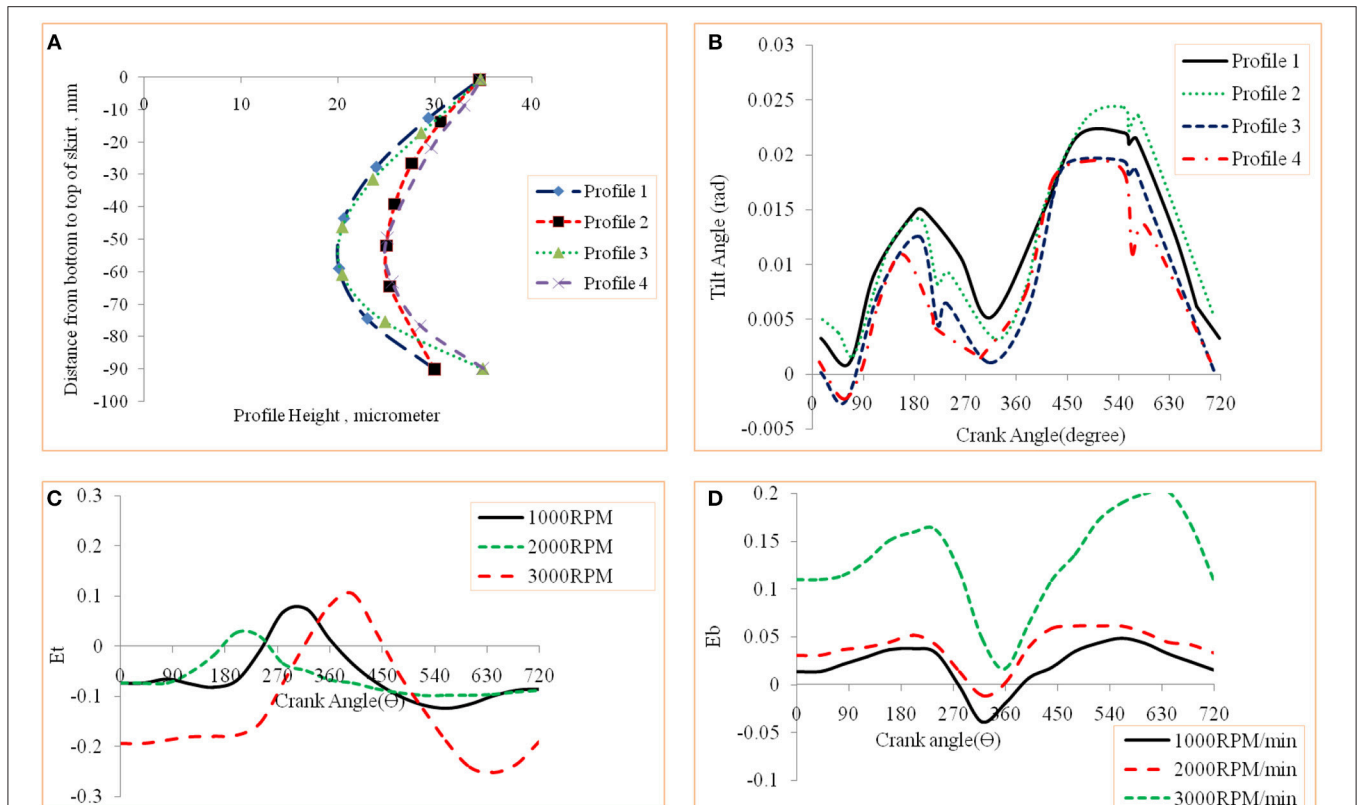 A
0
0
10
20
30
40
-10
-20
-30
-40
-50
-60
-70
-80
-90
-100
Distance from bottom to top of skirt , mm
Profile Height , micrometer
Profile 1
Profile 2
Profile 3
Profile 4
B
0.03
0.025
0.02
0.015
0.01
0.005
0
-0.005
Tilt Angle (rad)
0 90 180 270 360 450 540 630 720
Crank Angle(degree)
Profile 1
Profile 2
Profile 3
Profile 4
C
0.3
0.2
0.1
0
-0.1
-0.2
-0.3
Et
0 90 180 270 360 450 540 630 720
Crank Angle(Θ)
1000RPM
2000RPM
3000RPM
D
0.2
0.15
0.1
0.05
0
-0.05
-0.1
Eb
0 90 180 270 360 450 540 630 720
Crank angle(Θ)
1000RPM/min
2000RPM/min
3000RPM/min